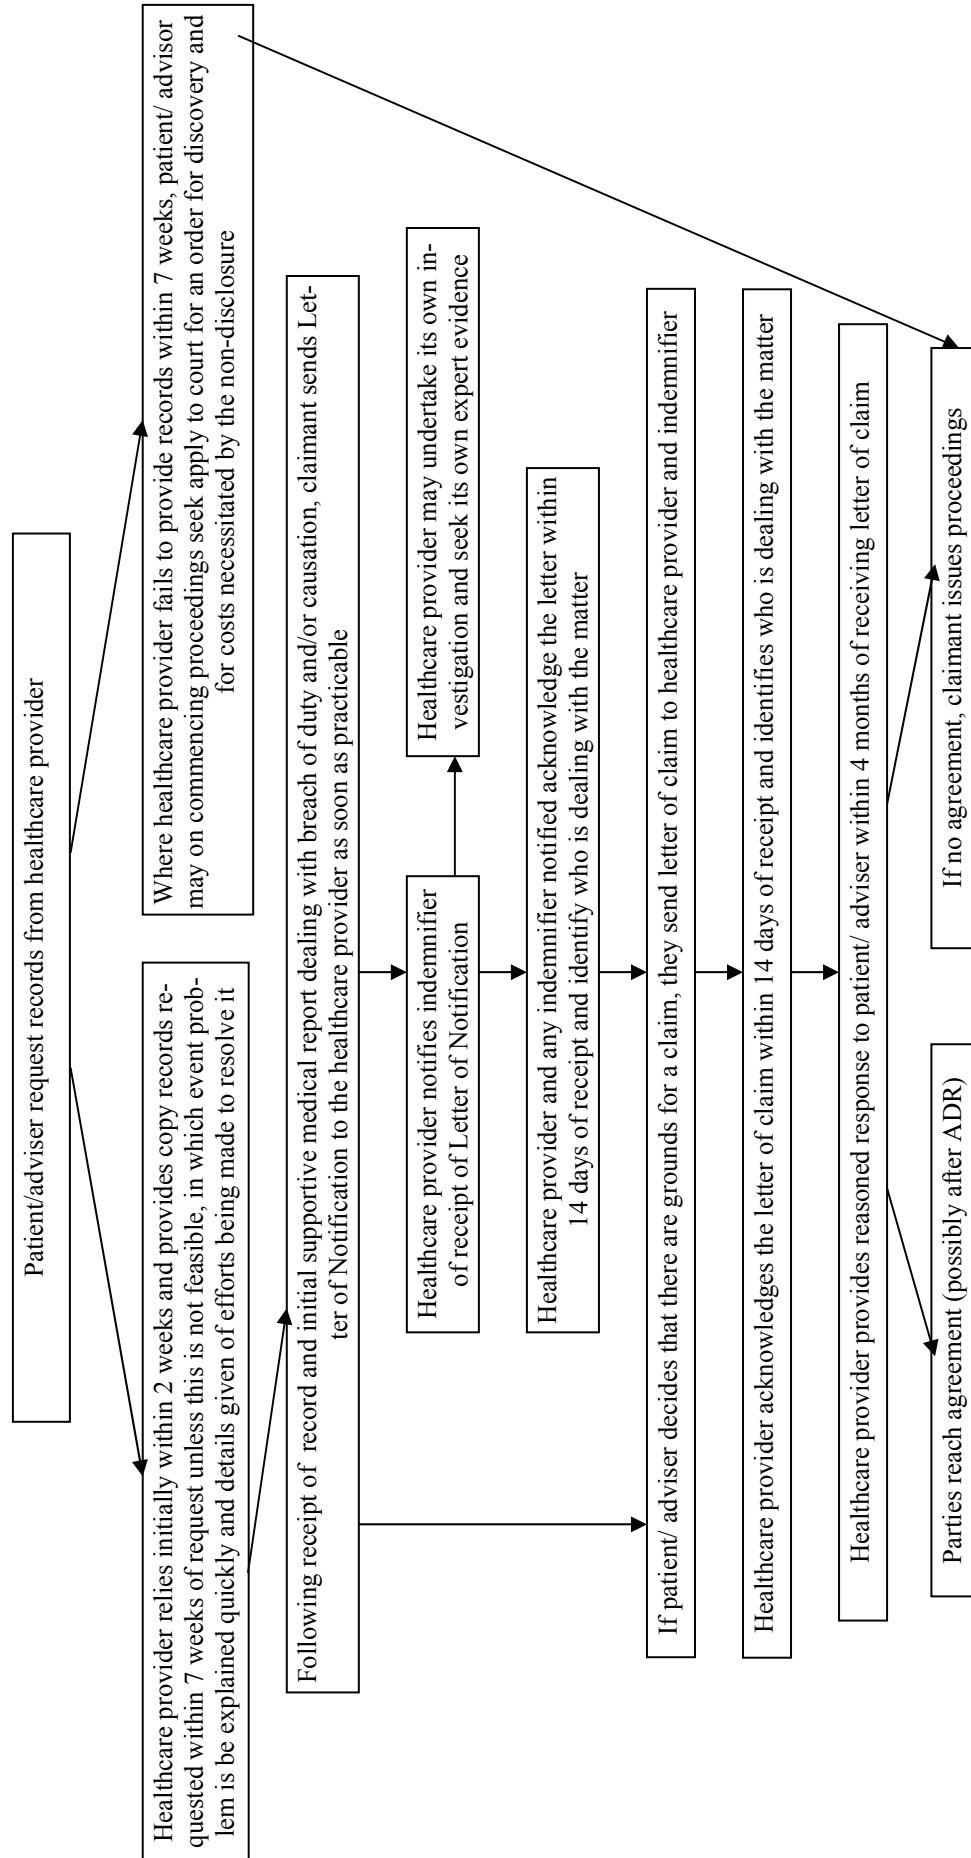 Patient/adviser request records from healthcare provider
Healthcare provider relies initially within 2 weeks and provides copy records re-
quested within 7 weeks of request unless this is not feasible, in which event prob-
lem is be explained quickly and details given of efforts being made to resolve it
Where healthcare provider fails to provide records within 7 weeks, patient/ advisor
may on commencing proceedings seek apply to court for an order for discovery and
for costs necessitated by the non-disclosure
Following receipt of record and initial supportive medical report dealing with breach of duty and/or causation, claimant sends Let-
ter of Notification to the healthcare provider as soon as practicable
Healthcare provider notifies indemnifier
of receipt of Letter of Notification
Healthcare provider may undertake its own in-
vestigation and seek its own expert evidence
Healthcare provider and any indemnifier notified acknowledge the letter within
14 days of receipt and identify who is dealing with the matter
If patient/ adviser decides that there are grounds for a claim, they send letter of claim to healthcare provider and indemnifier
Healthcare provider acknowledges the letter of claim within 14 days of receipt and identifies who is dealing with the matter
Healthcare provider provides reasoned response to patient/ adviser within 4 months of receiving letter of claim
Parties reach agreement (possibly after ADR)
If no agreement, claimant issues proceedings